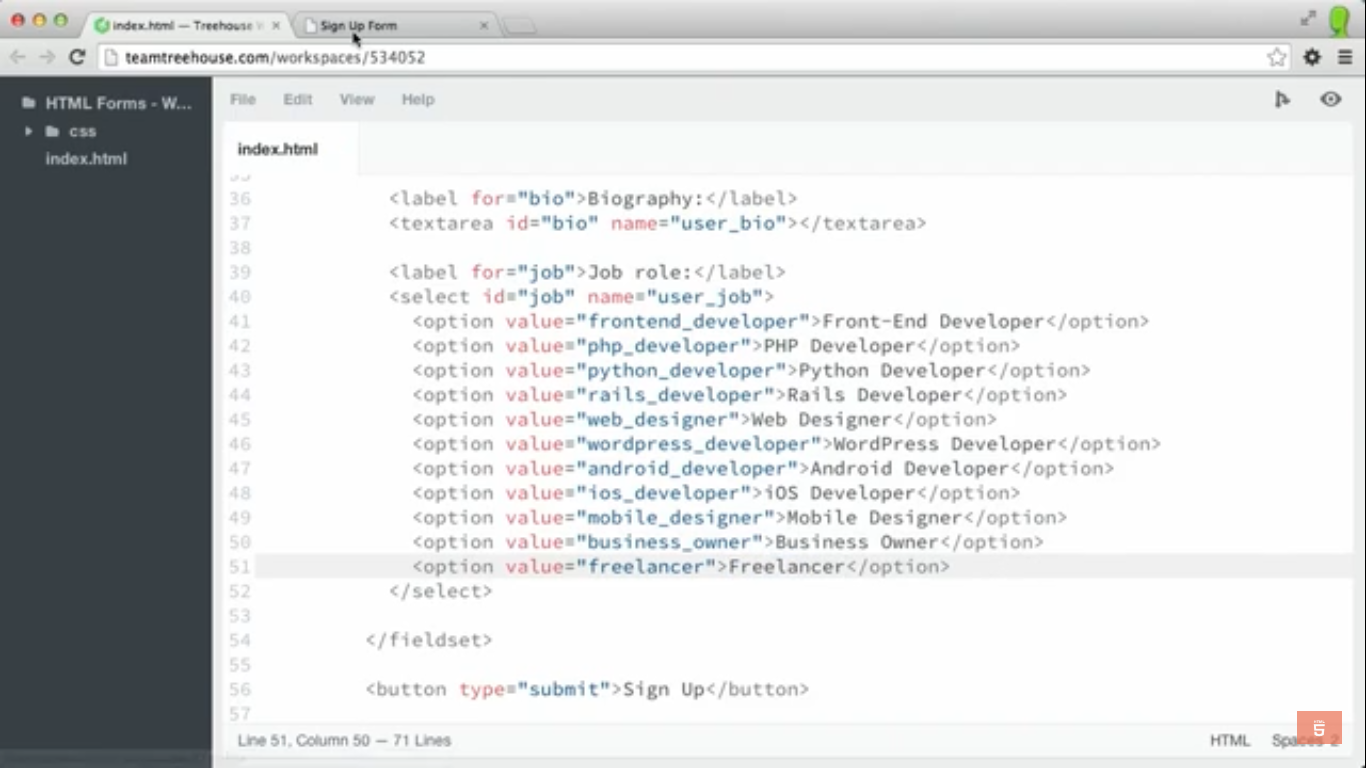 index.html — Treehouse
Sign Up Form
teamtreehouse.com/workspaces/534052
HTML Forms - W...
css
index.html
File Edit View Help
index.html
36 <label for="bio">Biography:</label>
37 <textarea id="bio" name="user_bio"></textarea>
38
39 <label for="job">Job role:</label>
40 <select id="job" name="user_job">
41 <option value="frontend_developer">Front-End Developer</option>
42 <option value="php_developer">PHP Developer</option>
43 <option value="python_developer">Python Developer</option>
44 <option value="rails_developer">Rails Developer</option>
45 <option value="web_designer">Web Designer</option>
46 <option value="wordpress_developer">WordPress Developer</option>
47 <option value="android_developer">Android Developer</option>
48 <option value="ios_developer">iOS Developer</option>
49 <option value="mobile_designer">Mobile Designer</option>
50 <option value="business_owner">Business Owner</option>
51 <option value="freelancer">Freelancer</option>
52 </select>
53
54 </fieldset>
55
56 <button type="submit">Sign Up</button>
57
Line 51, Column 50 — 71 Lines
HTML Spaces 2
5